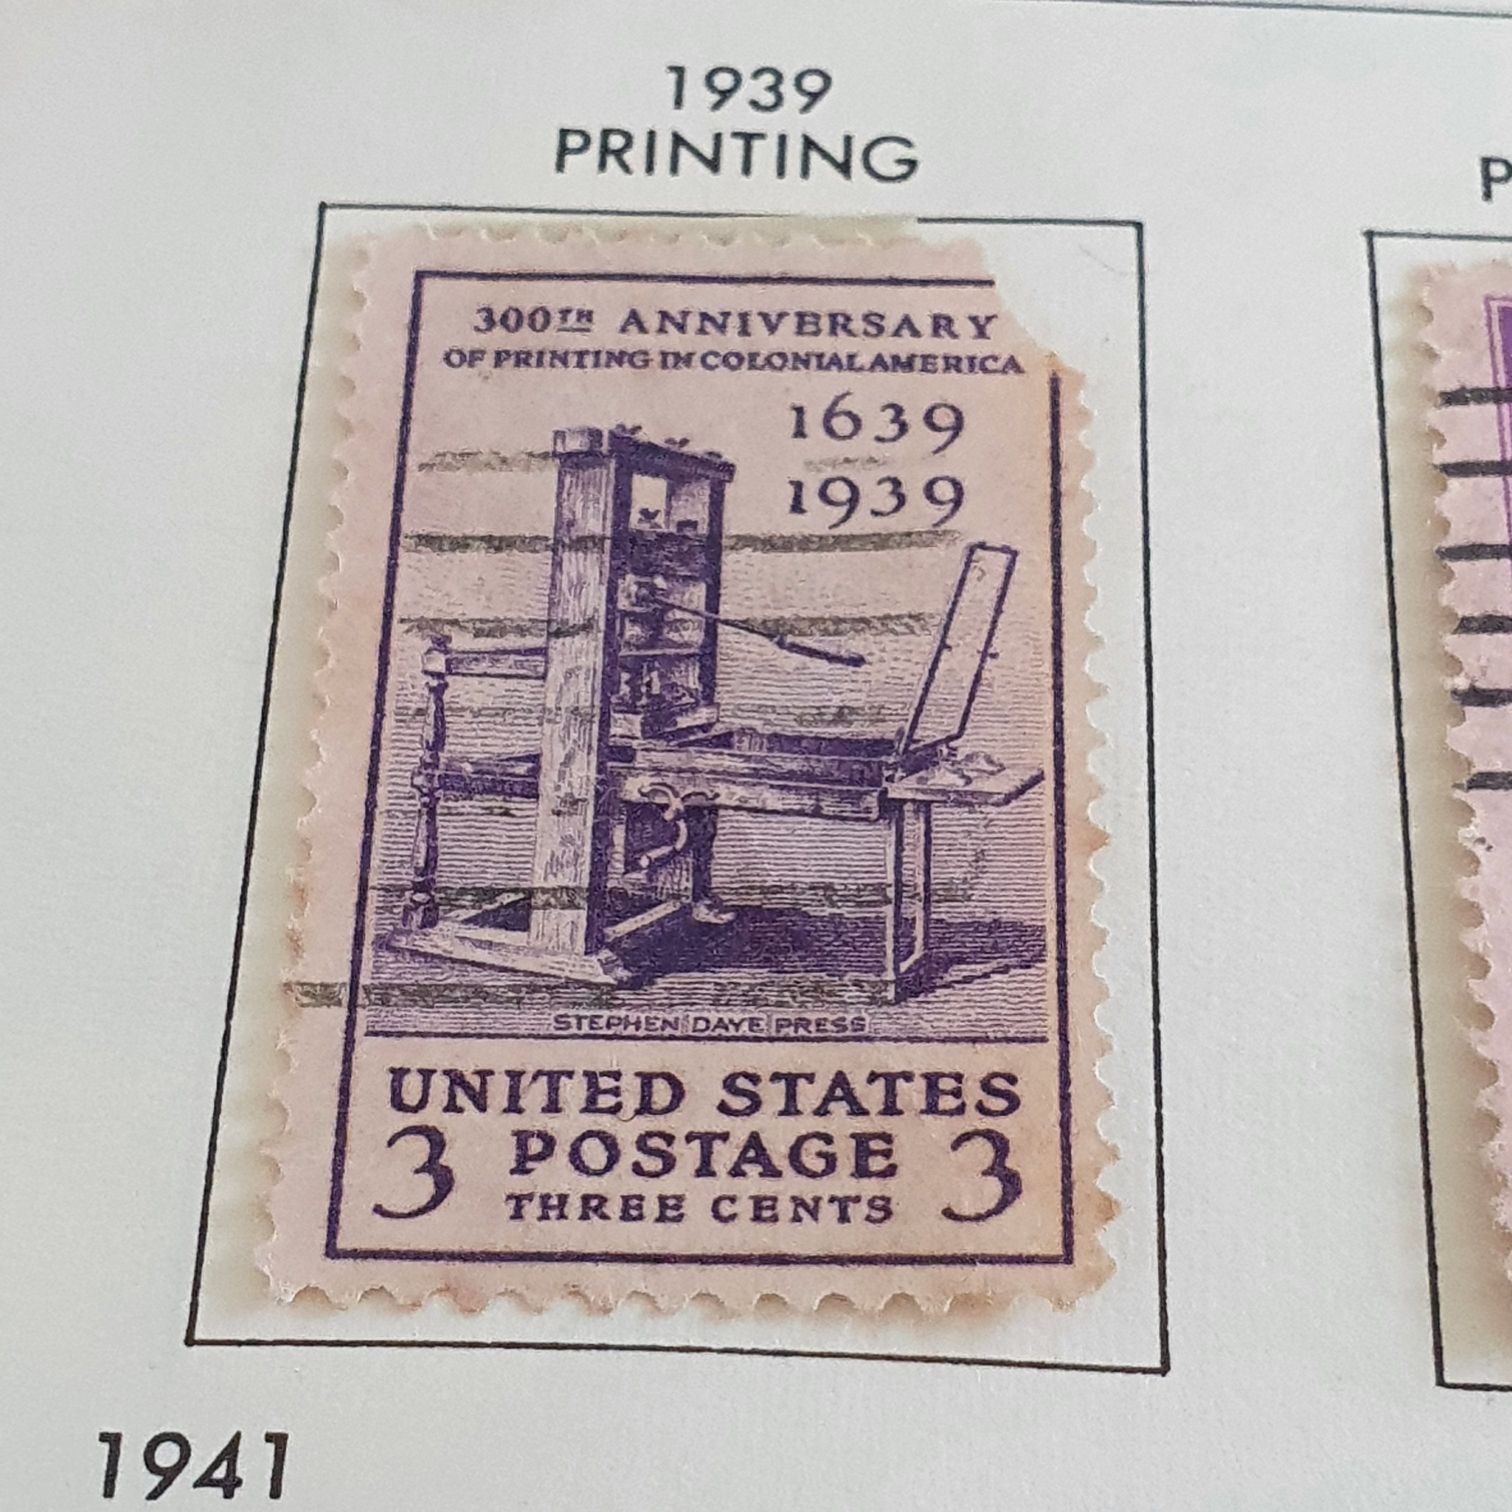 1939
PRINTING
300TH ANNIVERSARY
OF PRINTING IN COLONIAL AMERICA
1639
1939
STEPHEN DAYE PRESS
UNITED STATES
3 POSTAGE 3
THREE CENTS
P
1941